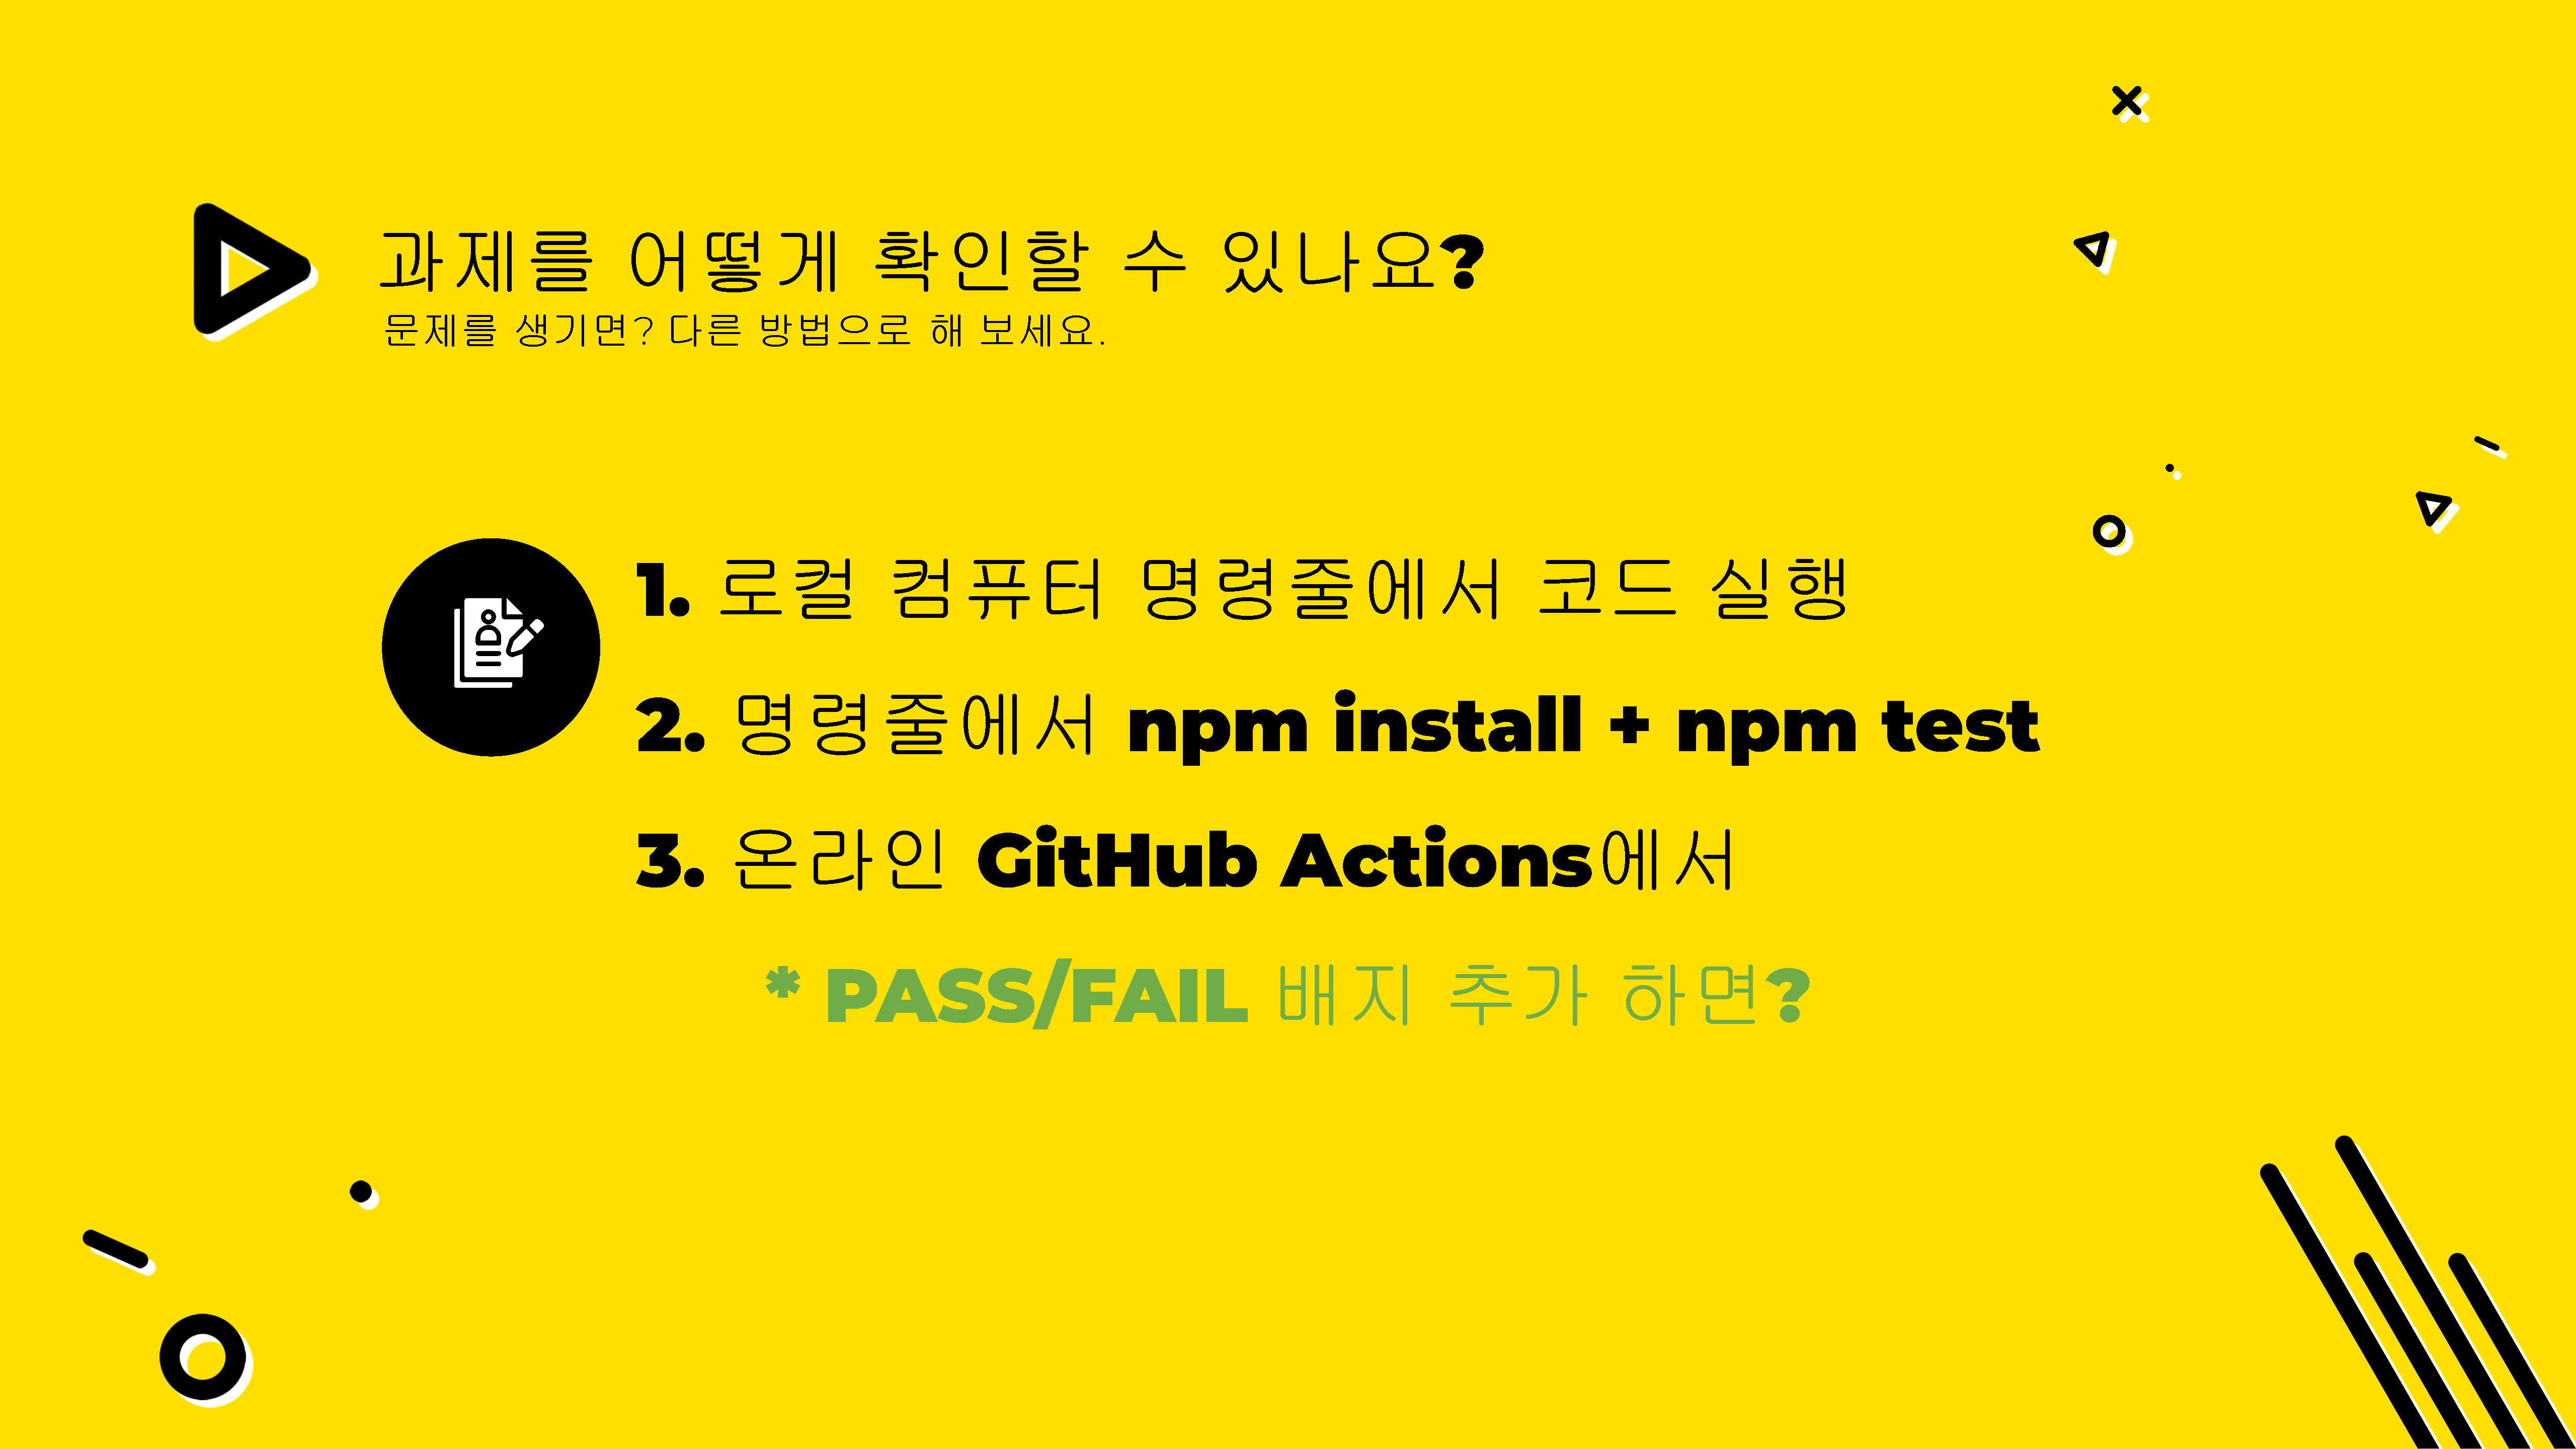 과제를 어떻게 확인할 수 있나요?
문제를 생기면? 다른 방법으로 해 보세요.
1. 로컬 컴퓨터 명령줄에서 코드 실행
2. 명령줄에서 npm install + npm test
3. 온라인 GitHub Actions에서
* PASS/FAIL 배지 추가 하면?